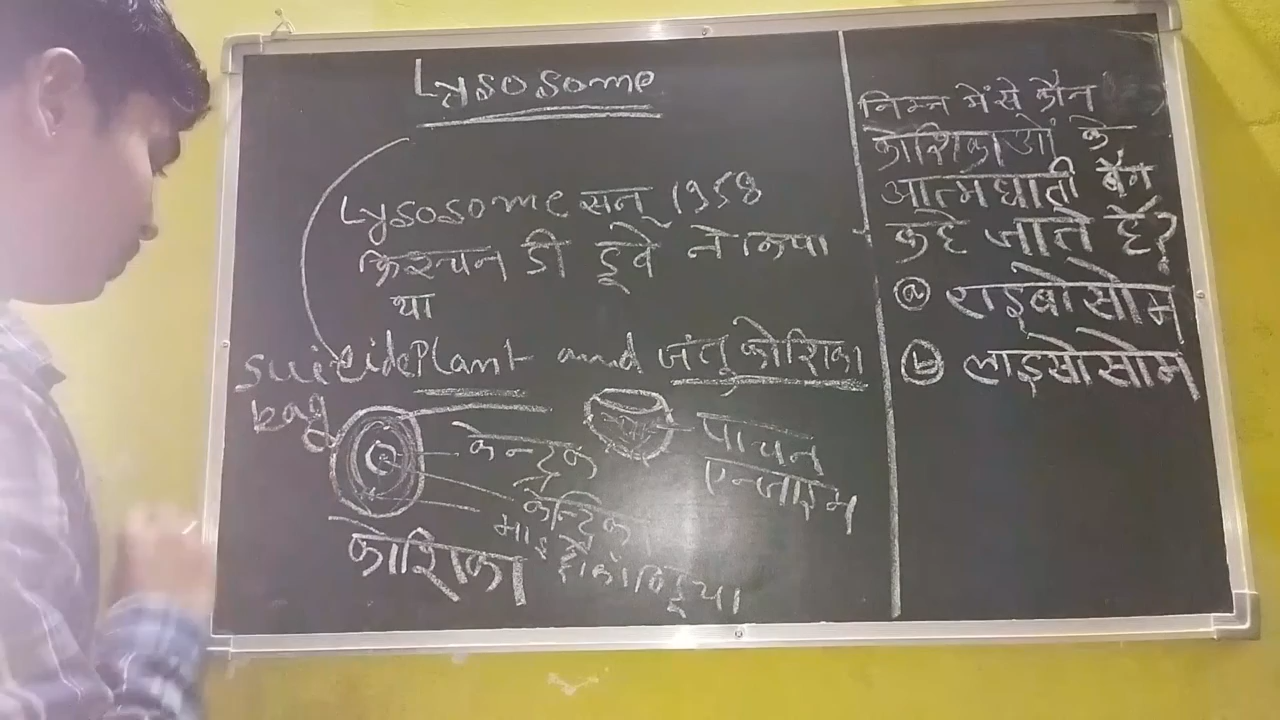 Lysosome
Lysosome सन् 1958
क्रिस्चन डी डूवे ने किया
था
suicide Plant and जंतु कोशिका
bag
केन्द्रक
केन्द्रिका
माइटोकोंडिृया
कोशिका
पाचन
एन्जाइम
निम्न में से कौन
कोशिकाओं के
आत्मघाती बैग
कहे जाते हैं?
(a) राइबोसोम
(b) लाइसोसोम